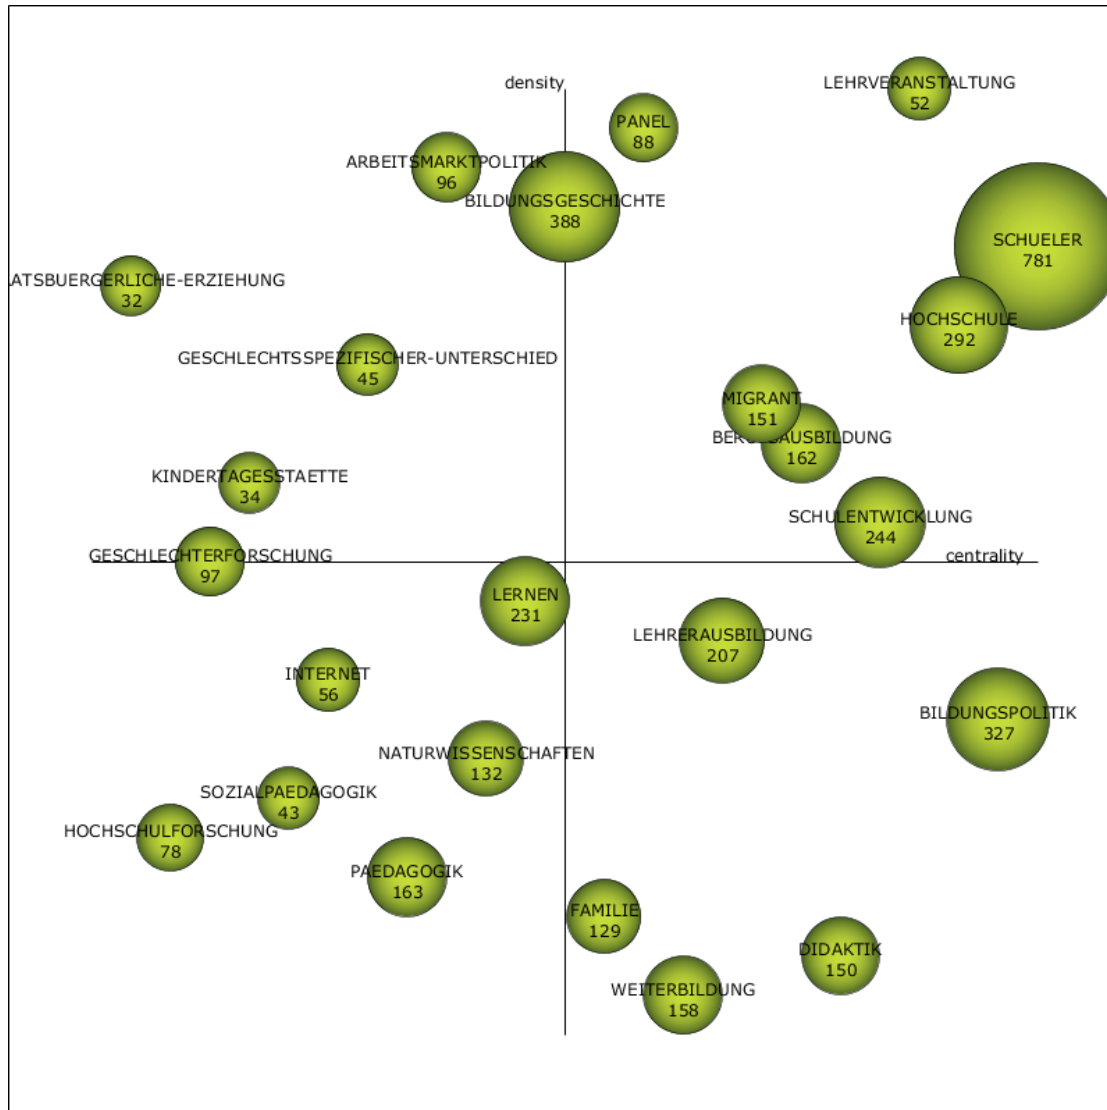 density
LEHRVERANSTALTUNG
52
PANEL
88
ARBEITSMARKTPOLITIK
96
BILDUNGSGESCHICHTE
388
SCHUELER
781
ATSBUERGERLICHE-ERZIEHUNG
32
HOCHSCHULE
292
GESCHLECHTSSPEZIFISCHER-UNTERSCHIED
45
MIGRANT
151
BERUFSAUSBILDUNG
162
KINDERTAGESSTAETTE
34
SCHULENTWICKLUNG
244
GESCHLECHTERFORSCHUNG
97
centrality
LERNEN
231
LEHRERAUSBILDUNG
207
INTERNET
56
BILDUNGSPOLITIK
327
NATURWISSENSCHAFTEN
132
SOZIALPAEDAGOGIK
43
HOCHSCHULFORSCHUNG
78
PAEDAGOGIK
163
FAMILIE
129
DIDAKTIK
150
WEITERBILDUNG
158